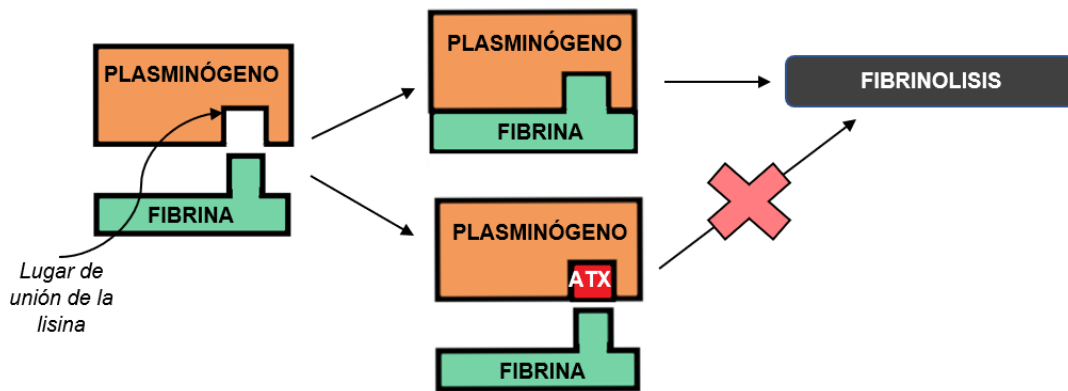 PLASMINÓGENO
FIBRINA
Lugar de
unión de la
lisina
PLASMINÓGENO
FIBRINA
FIBRINOLISIS
PLASMINÓGENO
ATX
FIBRINA